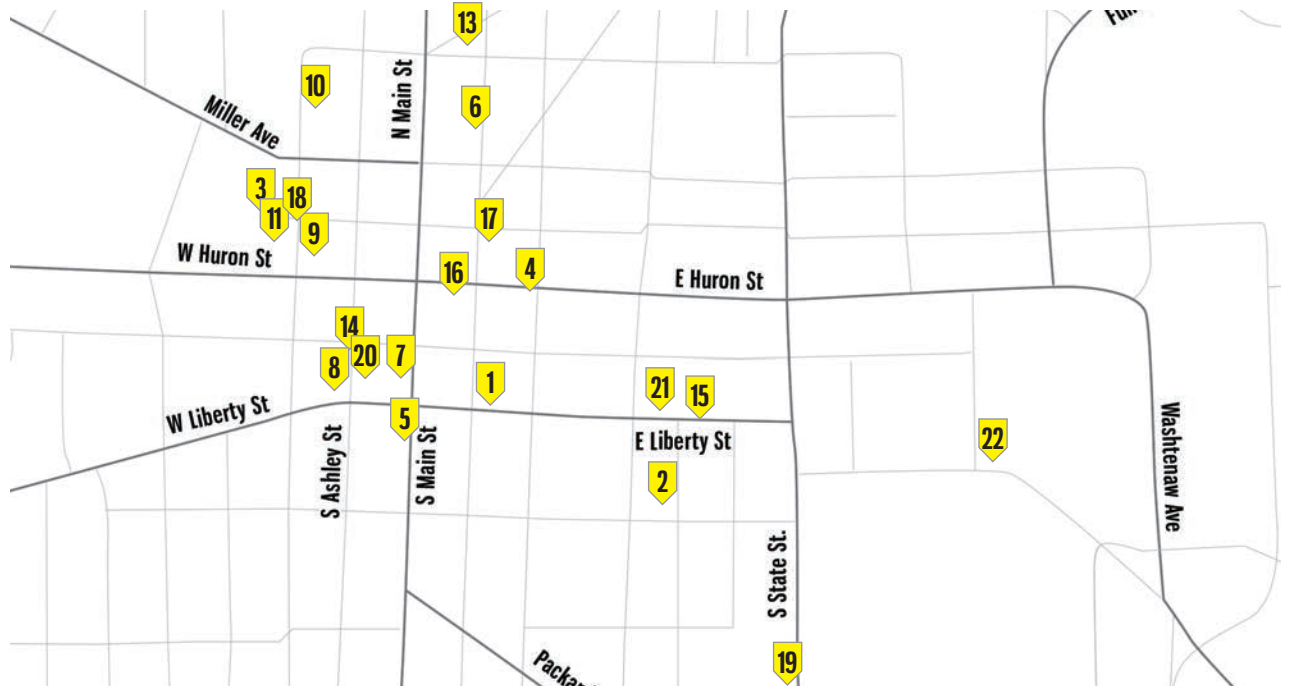 13
10
N Main St
6
Miller Ave
3
18
11
9
17
W Huron St
16
4
E Huron St
14
20
7
8
1
21
15
5
W Liberty St
E Liberty St
22
S Ashley St
S Main St
2
Washtenaw Ave
S State St.
19